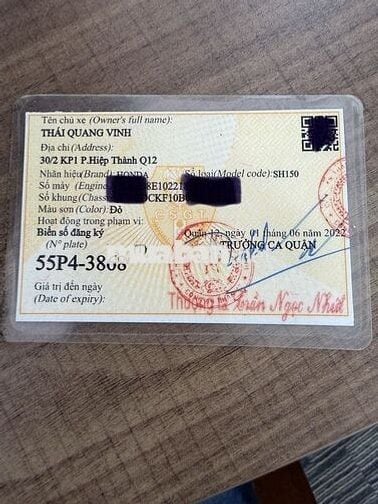 Tên chủ xe (Owner's full name):
THÁI QUANG VINH
Địa chỉ (Address):
30/2 KP1 P.Hiệp Thành Q12
Nhãn hiệu (Brand) HONDA Số loại (Model code): SH150
Số máy (Engine 8E10221
Số khung (Chassis CKF10B
Màu sơn (Color): Đỏ
Hoạt động trong phạm vi:
Biển số đăng ký
Quận 12, ngày 01 tháng 06 năm 2022
(N° plate)
TRƯỞNG CA QUẬN
55P4-3808
Giá trị đến ngày
(Date of expiry):
Trần Ngọc